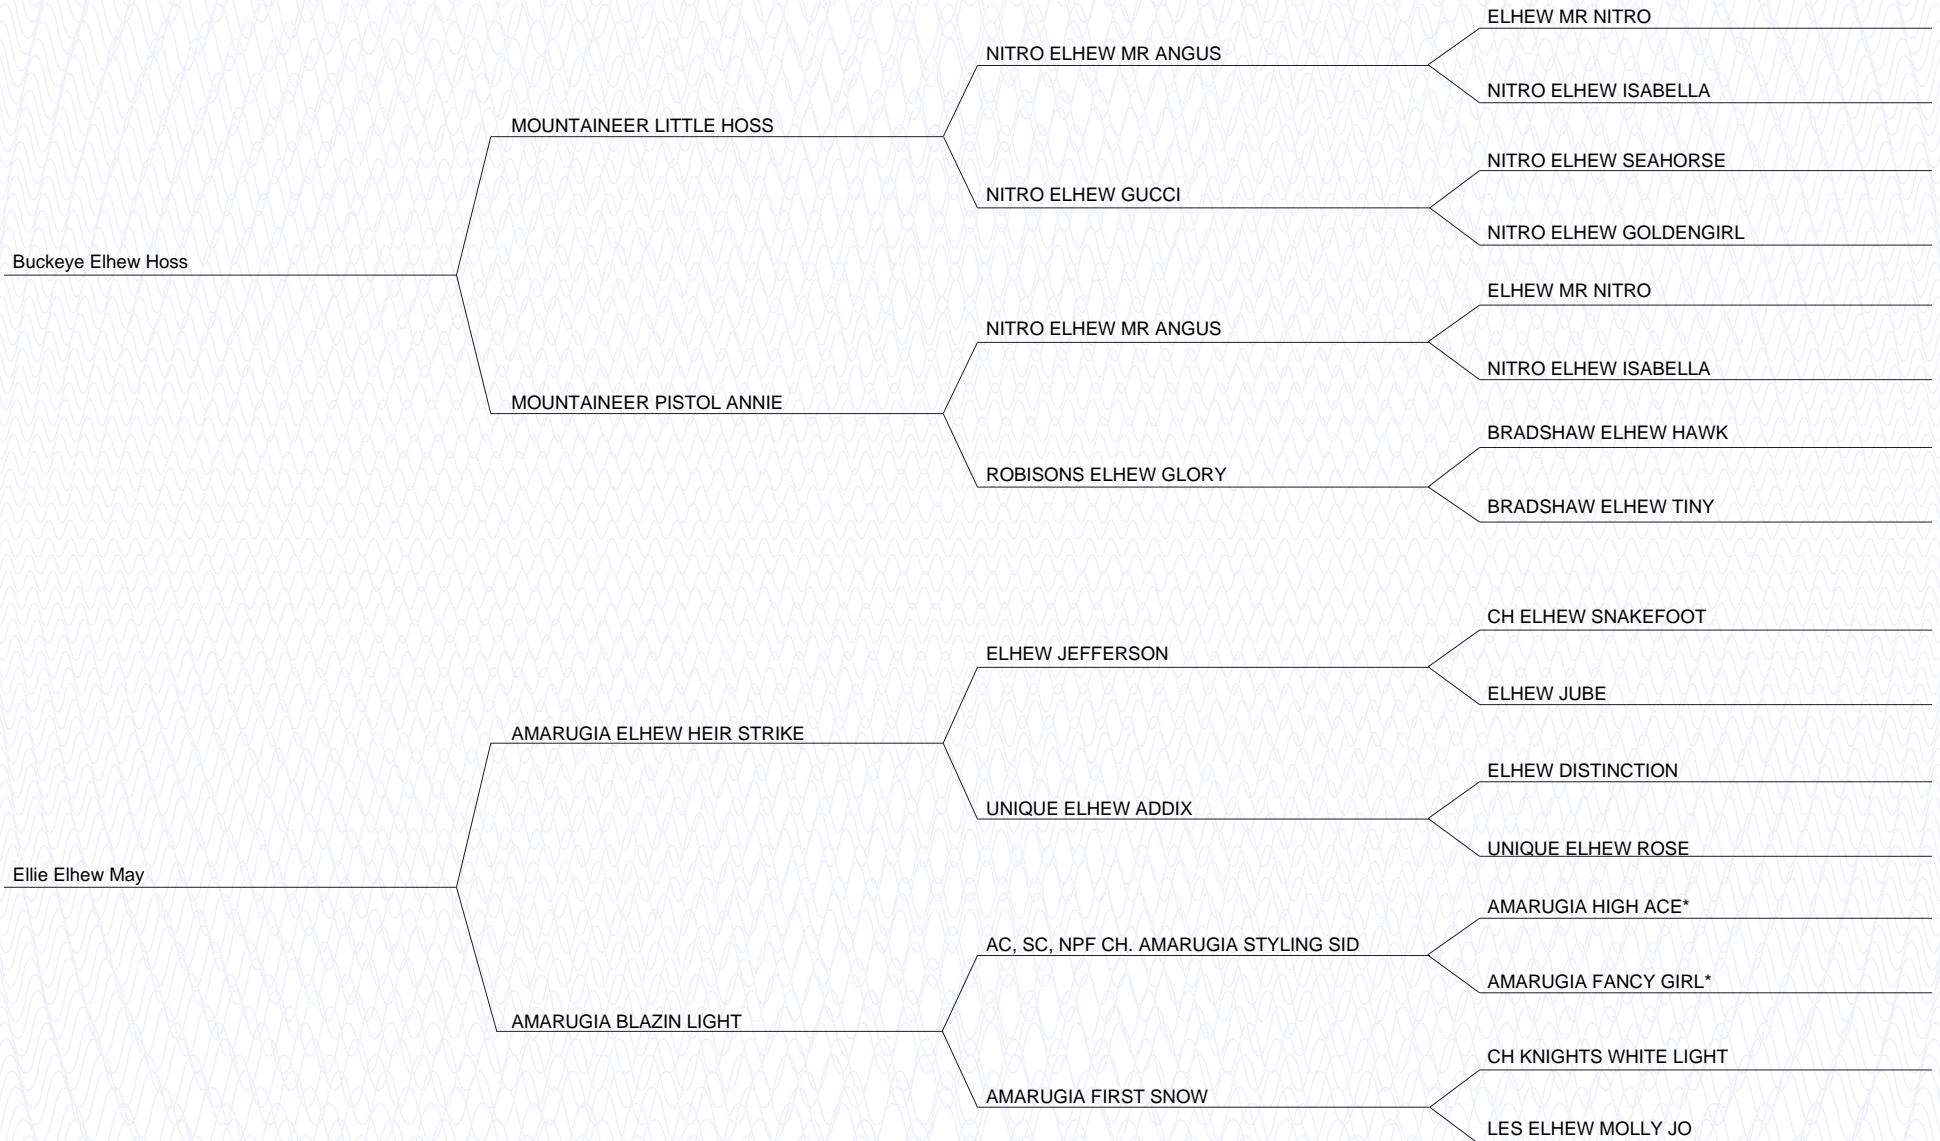 ELHEW MR NITRO
NITRO ELHEW MR ANGUS
NITRO ELHEW ISABELLA
MOUNTAINEER LITTLE HOSS
NITRO ELHEW SEAHORSE
NITRO ELHEW GUCCI
NITRO ELHEW GOLDENGIRL
Buckeye Elhew Hoss
ELHEW MR NITRO
NITRO ELHEW MR ANGUS
NITRO ELHEW ISABELLA
MOUNTAINEER PISTOL ANNIE
BRADSHAW ELHEW HAWK
ROBISONS ELHEW GLORY
BRADSHAW ELHEW TINY
CH ELHEW SNAKEFOOT
ELHEW JEFFERSON
ELHEW JUBE
AMARUGIA ELHEW HEIR STRIKE
ELHEW DISTINCTION
UNIQUE ELHEW ADDIX
UNIQUE ELHEW ROSE
Ellie Elhew May
AMARUGIA HIGH ACE*
AC, SC, NPF CH. AMARUGIA STYLING SID
AMARUGIA FANCY GIRL*
AMARUGIA BLAZIN LIGHT
CH KNIGHTS WHITE LIGHT
AMARUGIA FIRST SNOW
LES ELHEW MOLLY JO